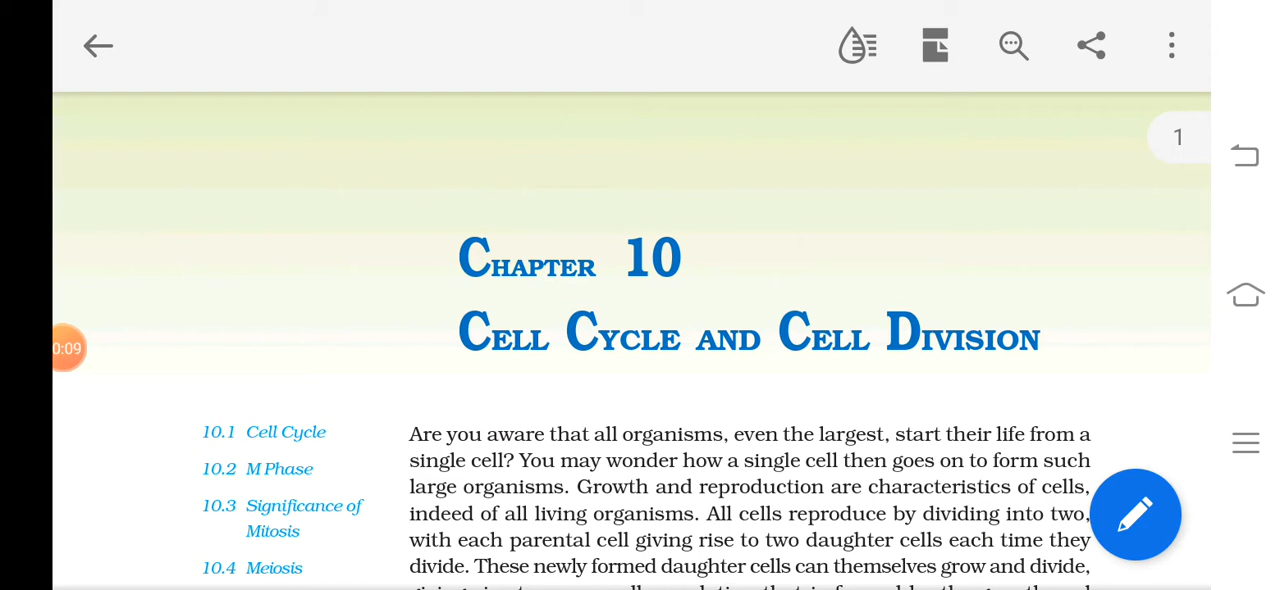 1
CHAPTER 10
CELL CYCLE AND CELL DIVISION
0:09
10.1 Cell Cycle
10.2 M Phase
10.3 Significance of
Mitosis
10.4 Meiosis
Are you aware that all organisms, even the largest, start their life from a
single cell? You may wonder how a single cell then goes on to form such
large organisms. Growth and reproduction are characteristics of cells,
indeed of all living organisms. All cells reproduce by dividing into two,
with each parental cell giving rise to two daughter cells each time they
divide. These newly formed daughter cells can themselves grow and divide,